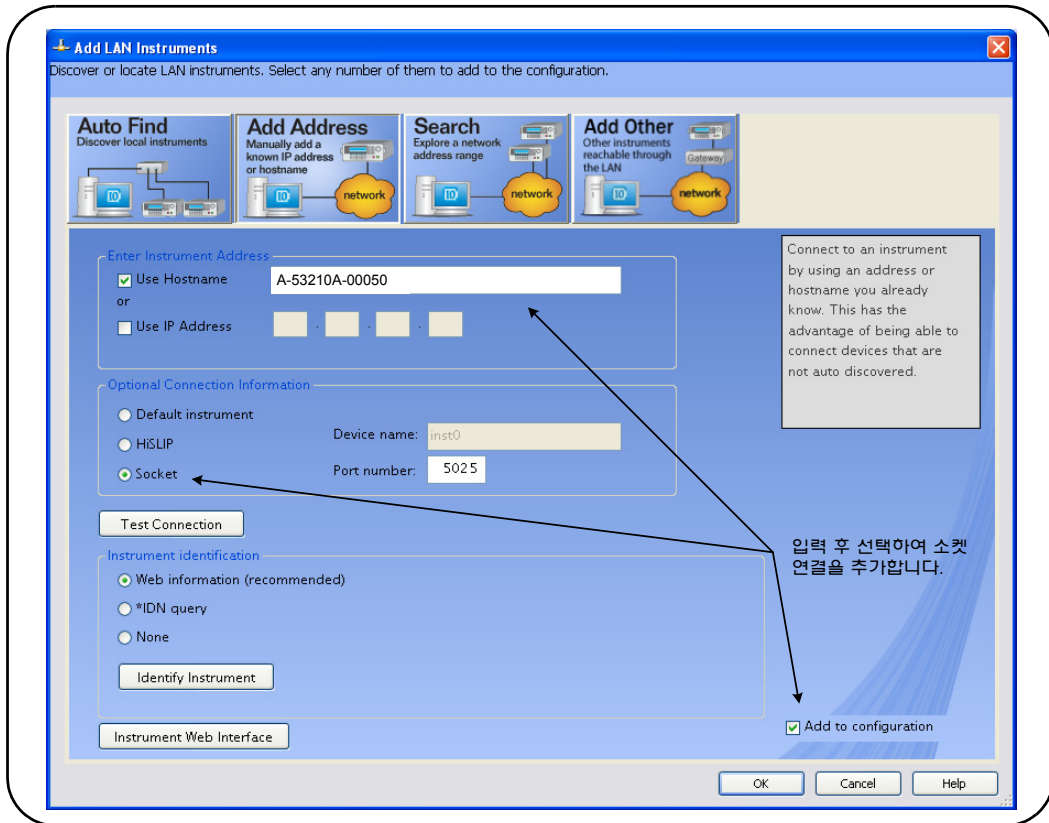 Add LAN Instruments
Discover or locate LAN instruments. Select any number of them to add to the configuration.
Auto Find
Discover local instruments
IO
Add Address
Manually add a
known IP address
or hostname
IO
network
Search
Explore a network
address range
IO
network
Add Other
Other instruments
reachable through
the LAN
Gateway
IO
network
Enter Instrument Address
Use Hostname
A-53210A-00050
or
Use IP Address
. . .
Connect to an instrument
by using an address or
hostname you already
know. This has the
advantage of being able to
connect devices that are
not auto discovered.
Optional Connection Information
Default instrument
HiSLIP
Socket
Device name: inst0
Port number: 5025
Test Connection
입력 후 선택하여 소켓
연결을 추가합니다.
Instrument identification
Web information (recommended)
*IDN query
None
Identify Instrument
Add to configuration
Instrument Web Interface
OK
Cancel
Help